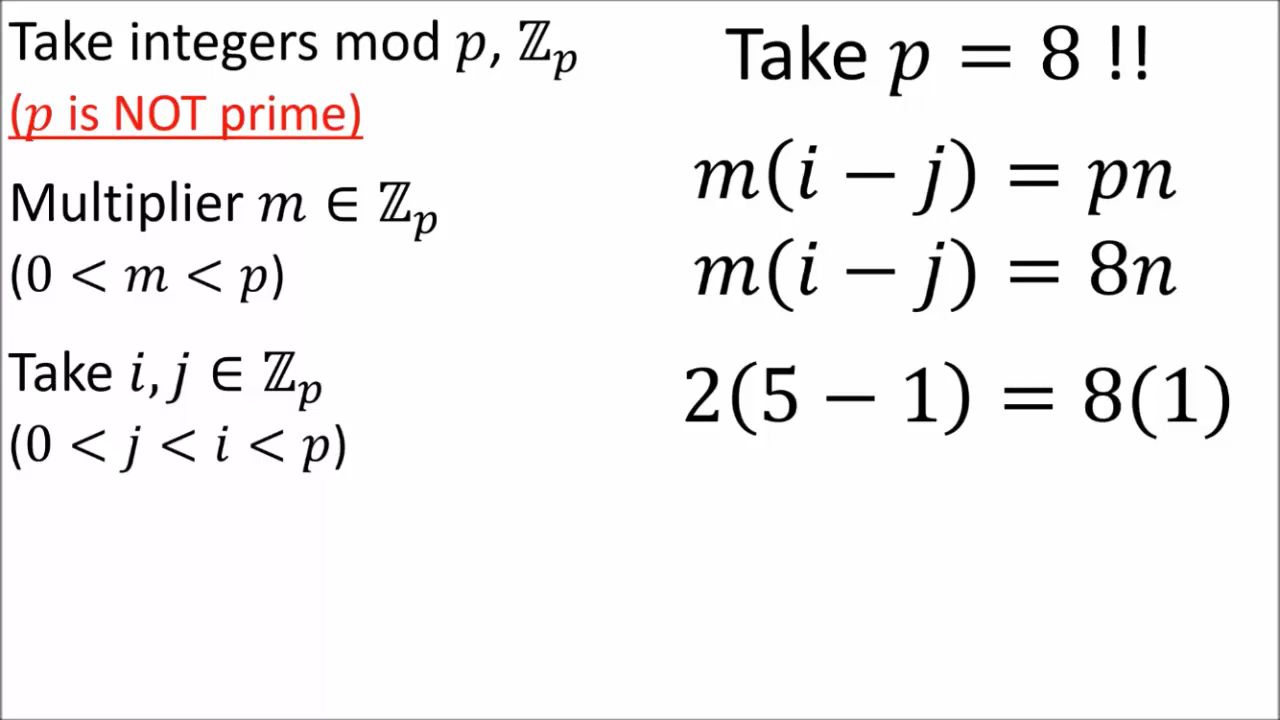 Take integers mod 𝑝, ℤ𝑝
(𝑝 is NOT prime)
Multiplier 𝑚 ∈ ℤ𝑝
(0 < 𝑚 < 𝑝)
Take 𝑖, 𝑗 ∈ ℤ𝑝
(0 < 𝑗 < 𝑖 < 𝑝)
Take 𝑝 = 8 !!
𝑚(𝑖 − 𝑗) = 𝑝𝑛
𝑚(𝑖 − 𝑗) = 8𝑛
2(5 − 1) = 8(1)